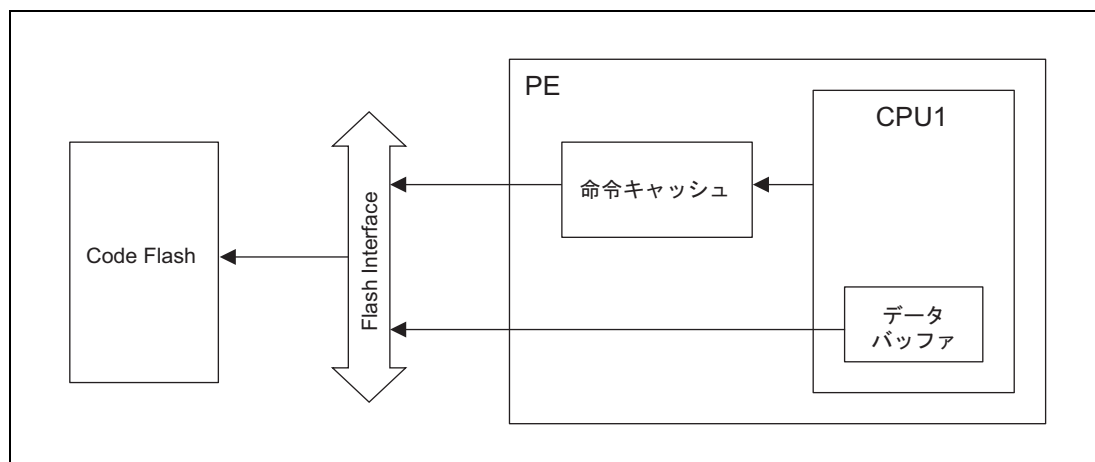 PE
CPU1
命令キャッシュ
Code Flash
Flash Interface
データ
バッファ